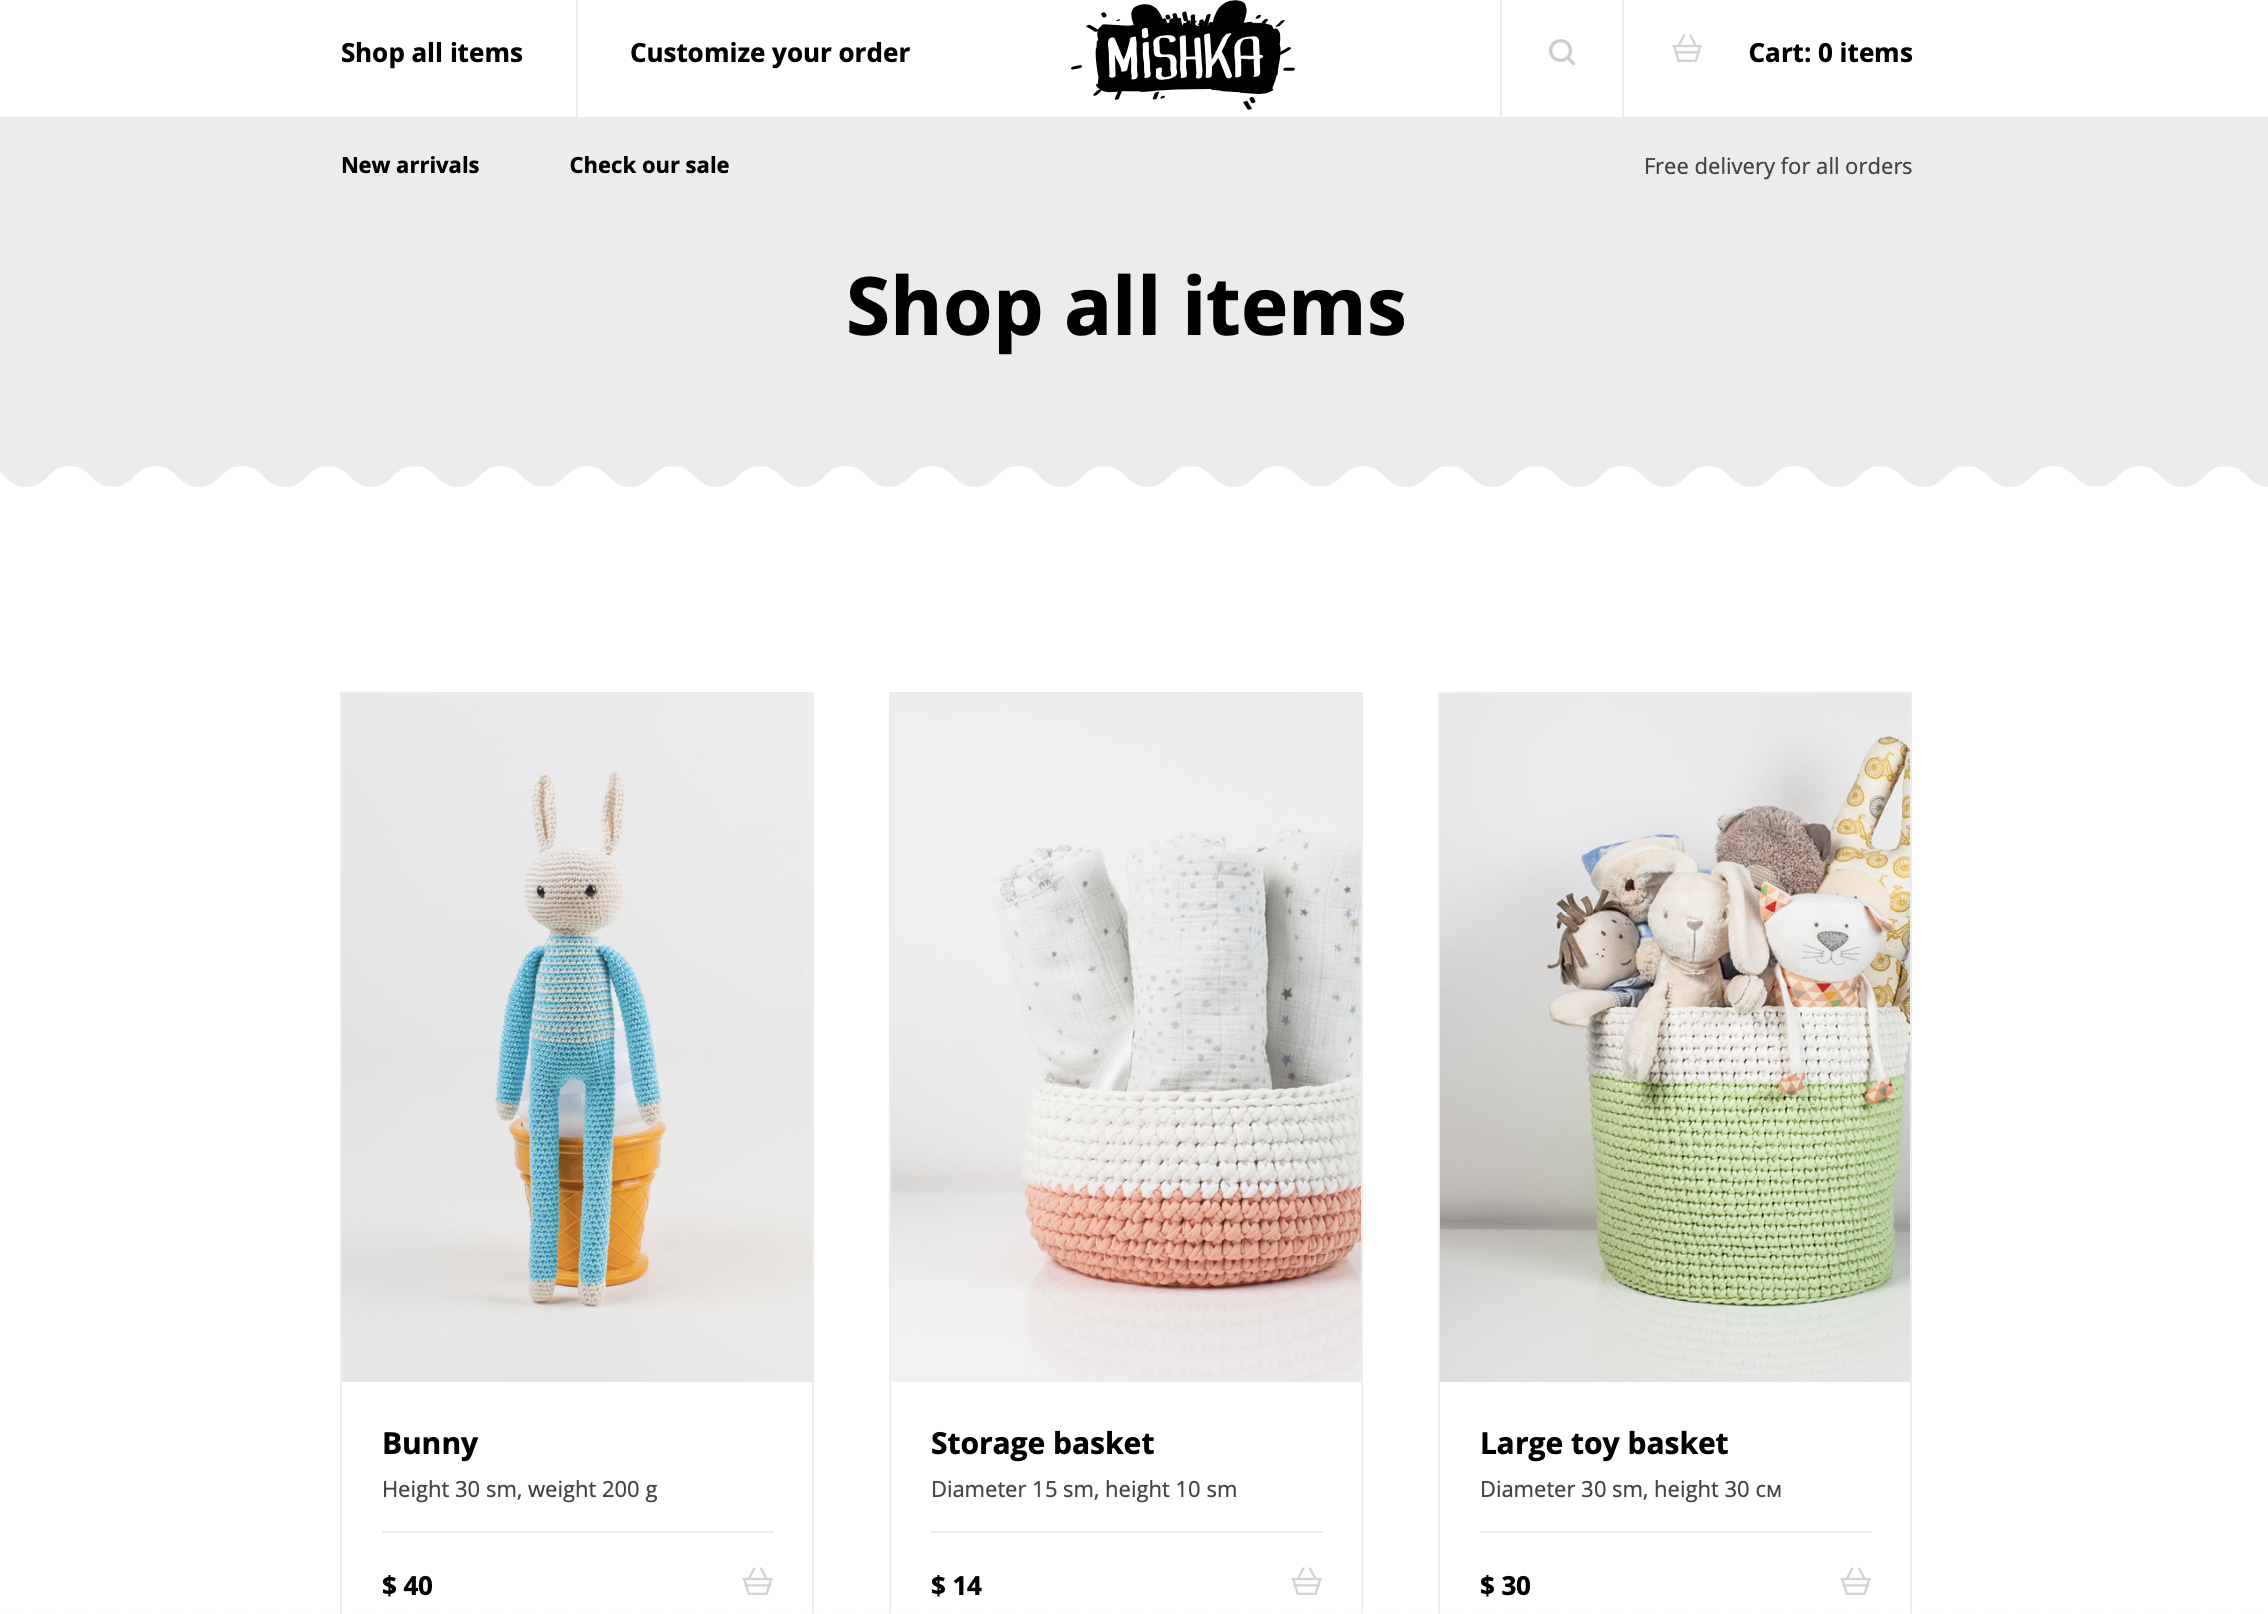 Shop all items
Customize your order
MiSHKA
Cart: 0 items
New arrivals
Check our sale
Free delivery for all orders
Shop all items
Bunny
Height 30 sm, weight 200 g
$ 40
Storage basket
Diameter 15 sm, height 10 sm
$ 14
Large toy basket
Diameter 30 sm, height 30 см
$ 30